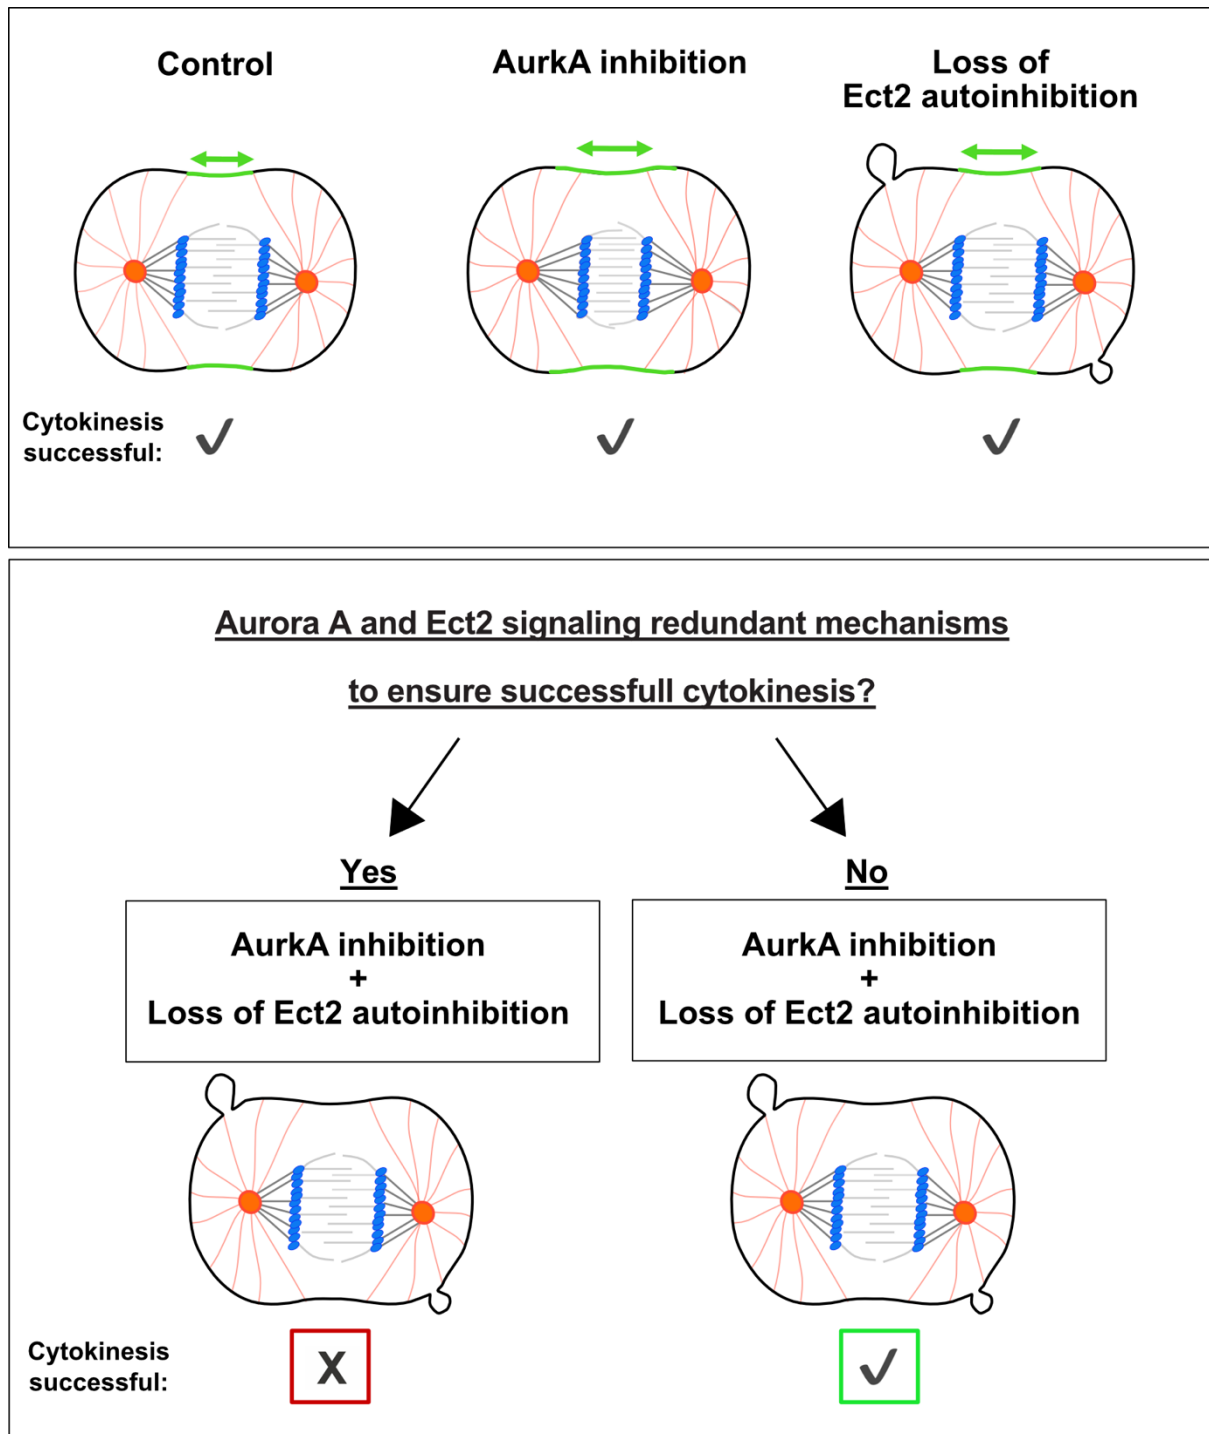 Control
AurkA inhibition
Loss of
Ect2 autoinhibition
Cytokinesis
successful:
Aurora A and Ect2 signaling redundant mechanisms
to ensure successfull cytokinesis?
Yes
No
AurkA inhibition
+
Loss of Ect2 autoinhibition
AurkA inhibition
+
Loss of Ect2 autoinhibition
Cytokinesis
successful:
X